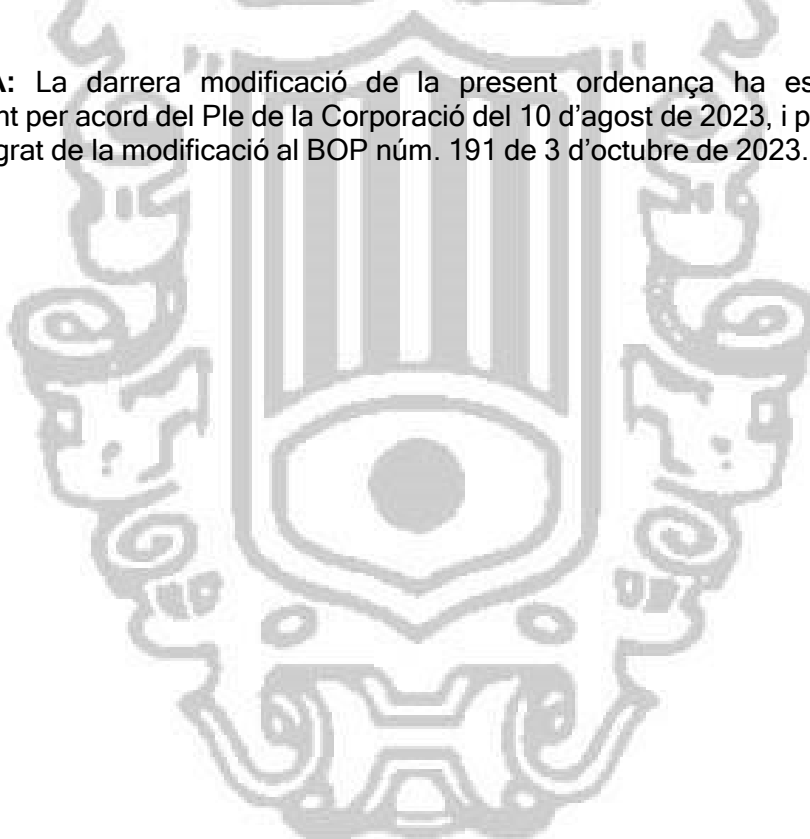 A: La darrera modificació de la present ordenança ha es
nt per acord del Ple de la Corporació del 10 d’agost de 2023, i p
grat de la modificació al BOP núm. 191 de 3 d’octubre de 2023.